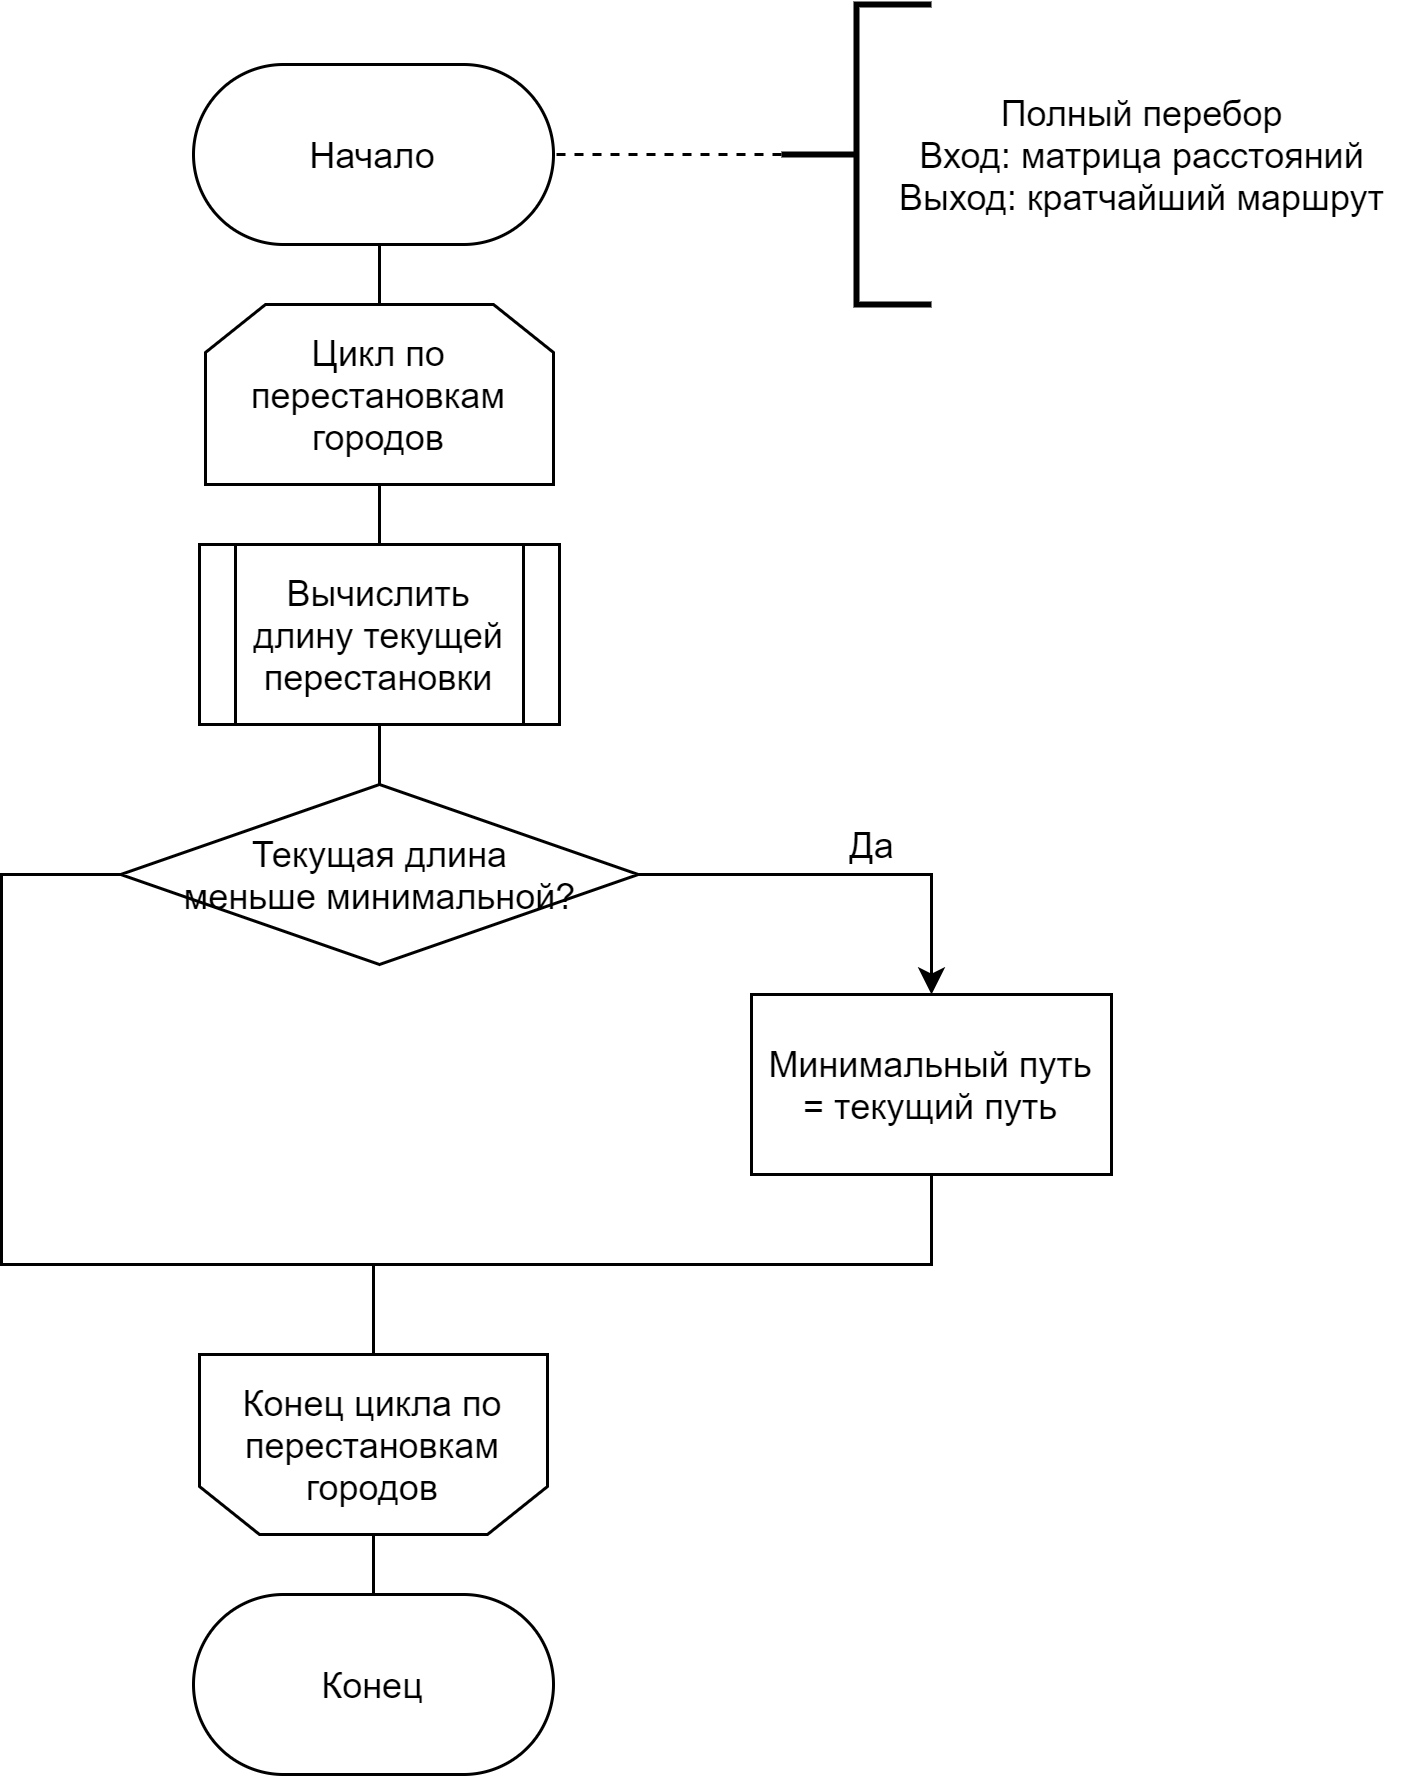 Начало
Полный перебор
Вход: матрица расстояний
Выход: кратчайший маршрут
Цикл по
перестановкам
городов
Вычислить
длину текущей
перестановки
Текущая длина
меньше минимальной?
Да
Минимальный путь
= текущий путь
Конец цикла по
перестановкам
городов
Конец